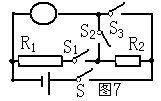 S₂ S₃
R₁ S₁ R₂
S 图7